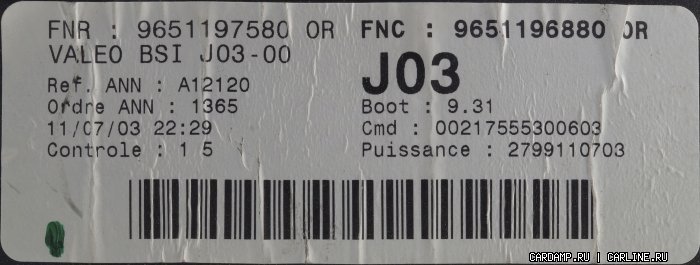 FNR : 9651197580 OR FNC : 9651196880 OR
VALEO BSI J03-00
J03
Ref. ANN : A12120
Ordre ANN : 1365 Boot : 9.31
11/07/03 22:29 Cmd : 00217555300603
Controle : 1 5 Puissance : 2799110703
CARDAMP.RU | CARLINE.RU